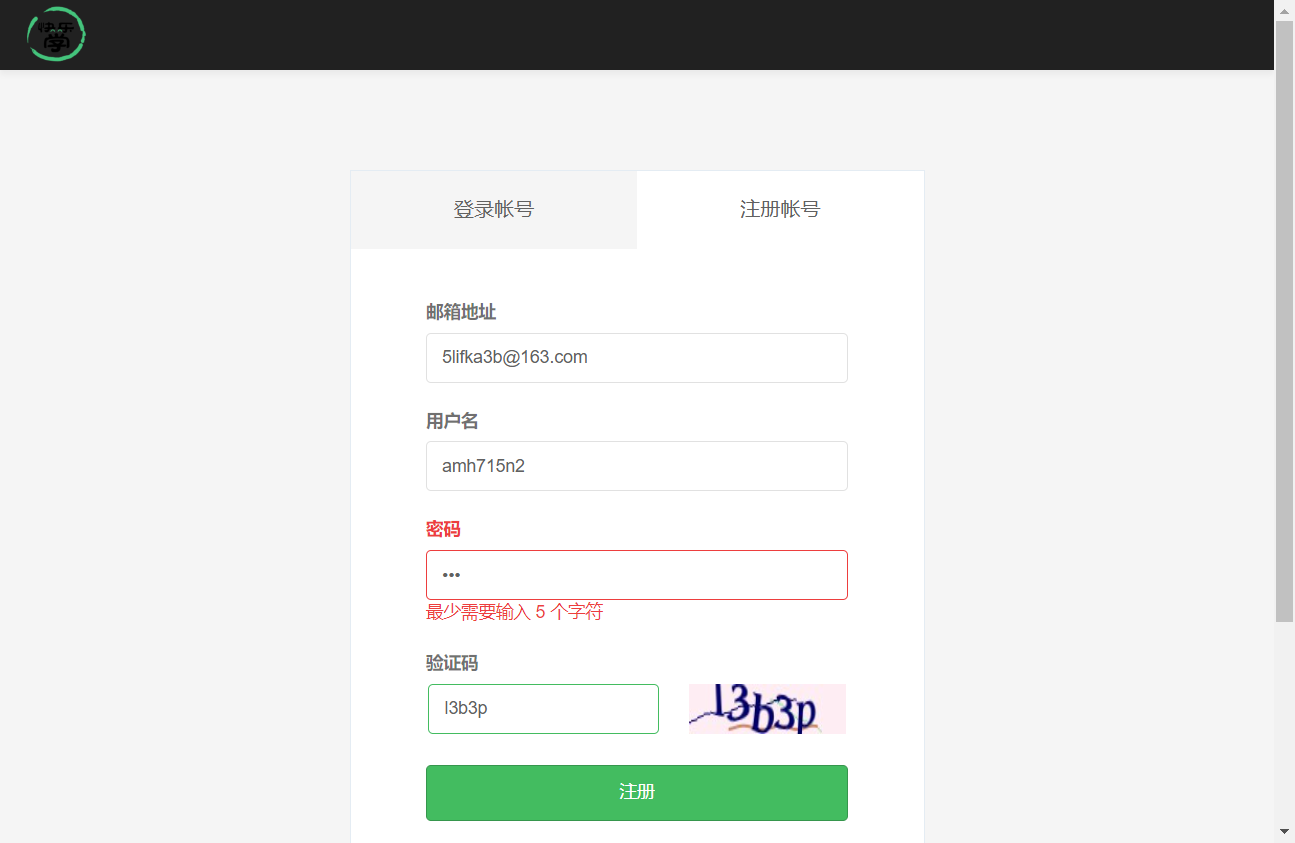 快乐
學
登录帐号
注册帐号
邮箱地址
5lifka3b@163.com
用户名
amh715n2
密码
•••
最少需要输入 5 个字符
验证码
l3b3p
l3b3p
注册